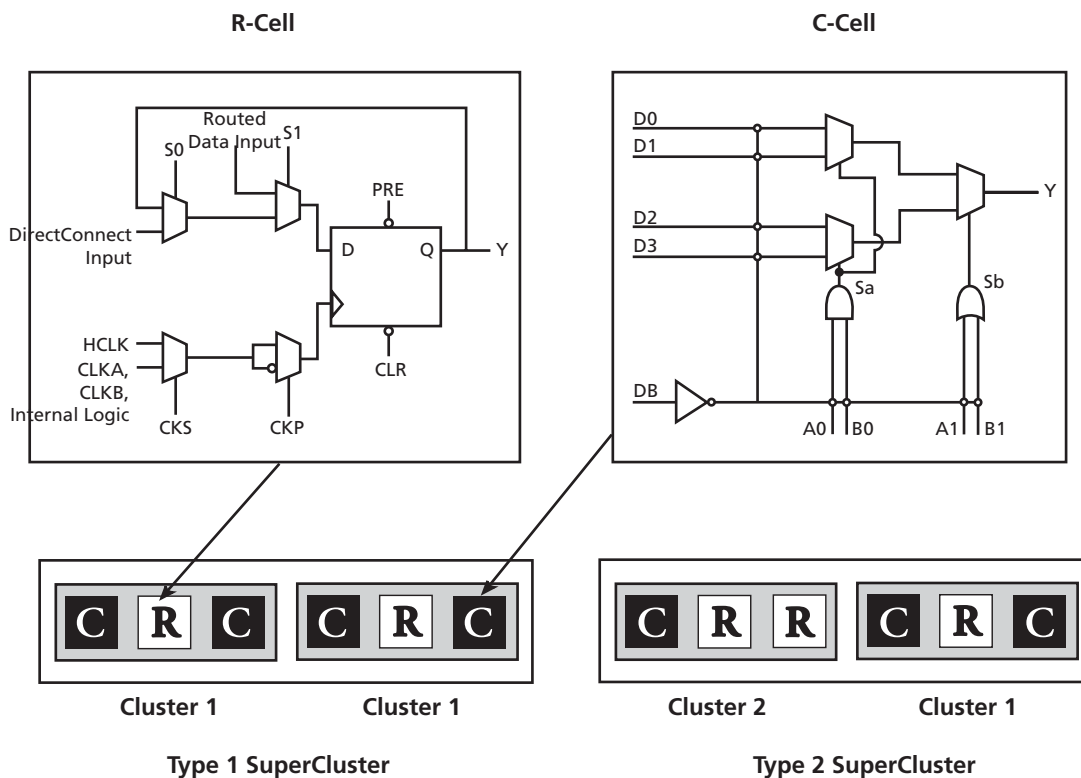 R-Cell
C-Cell
Routed
Data Input
S1
S0
PRE
DirectConnect
Input
D
Q
Y
HCLK
CLKA,
CLKB,
Internal Logic
CKS
CKP
CLR
D0
D1
D2
D3
Sa
Sb
Y
DB
A0
B0
A1
B1
C R C
C R C
C R R
C R C
Cluster 1
Cluster 1
Cluster 2
Cluster 1
Type 1 SuperCluster
Type 2 SuperCluster